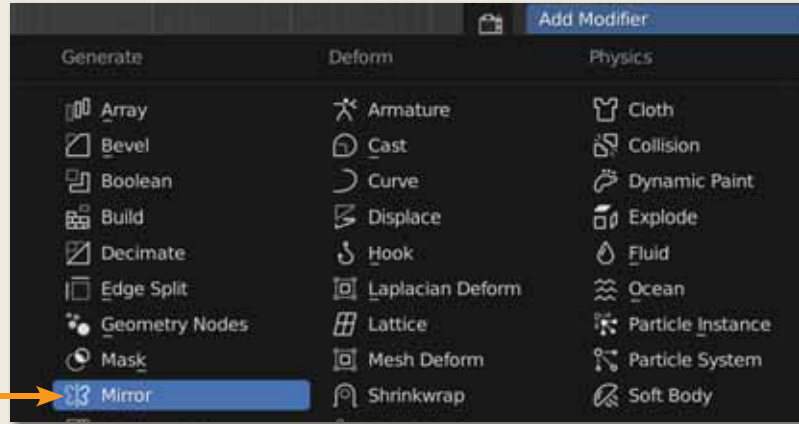 Add Modifier
Generate Deform Physics
Array Armature Cloth
Bevel Cast Collision
Boolean Curve Dynamic Paint
Build Displace Explode
Decimate Hook Fluid
Edge Split Laplacian Deform Ocean
Geometry Nodes Lattice Particle Instance
Mask Mesh Deform Particle System
Mirror Shrinkwrap Soft Body